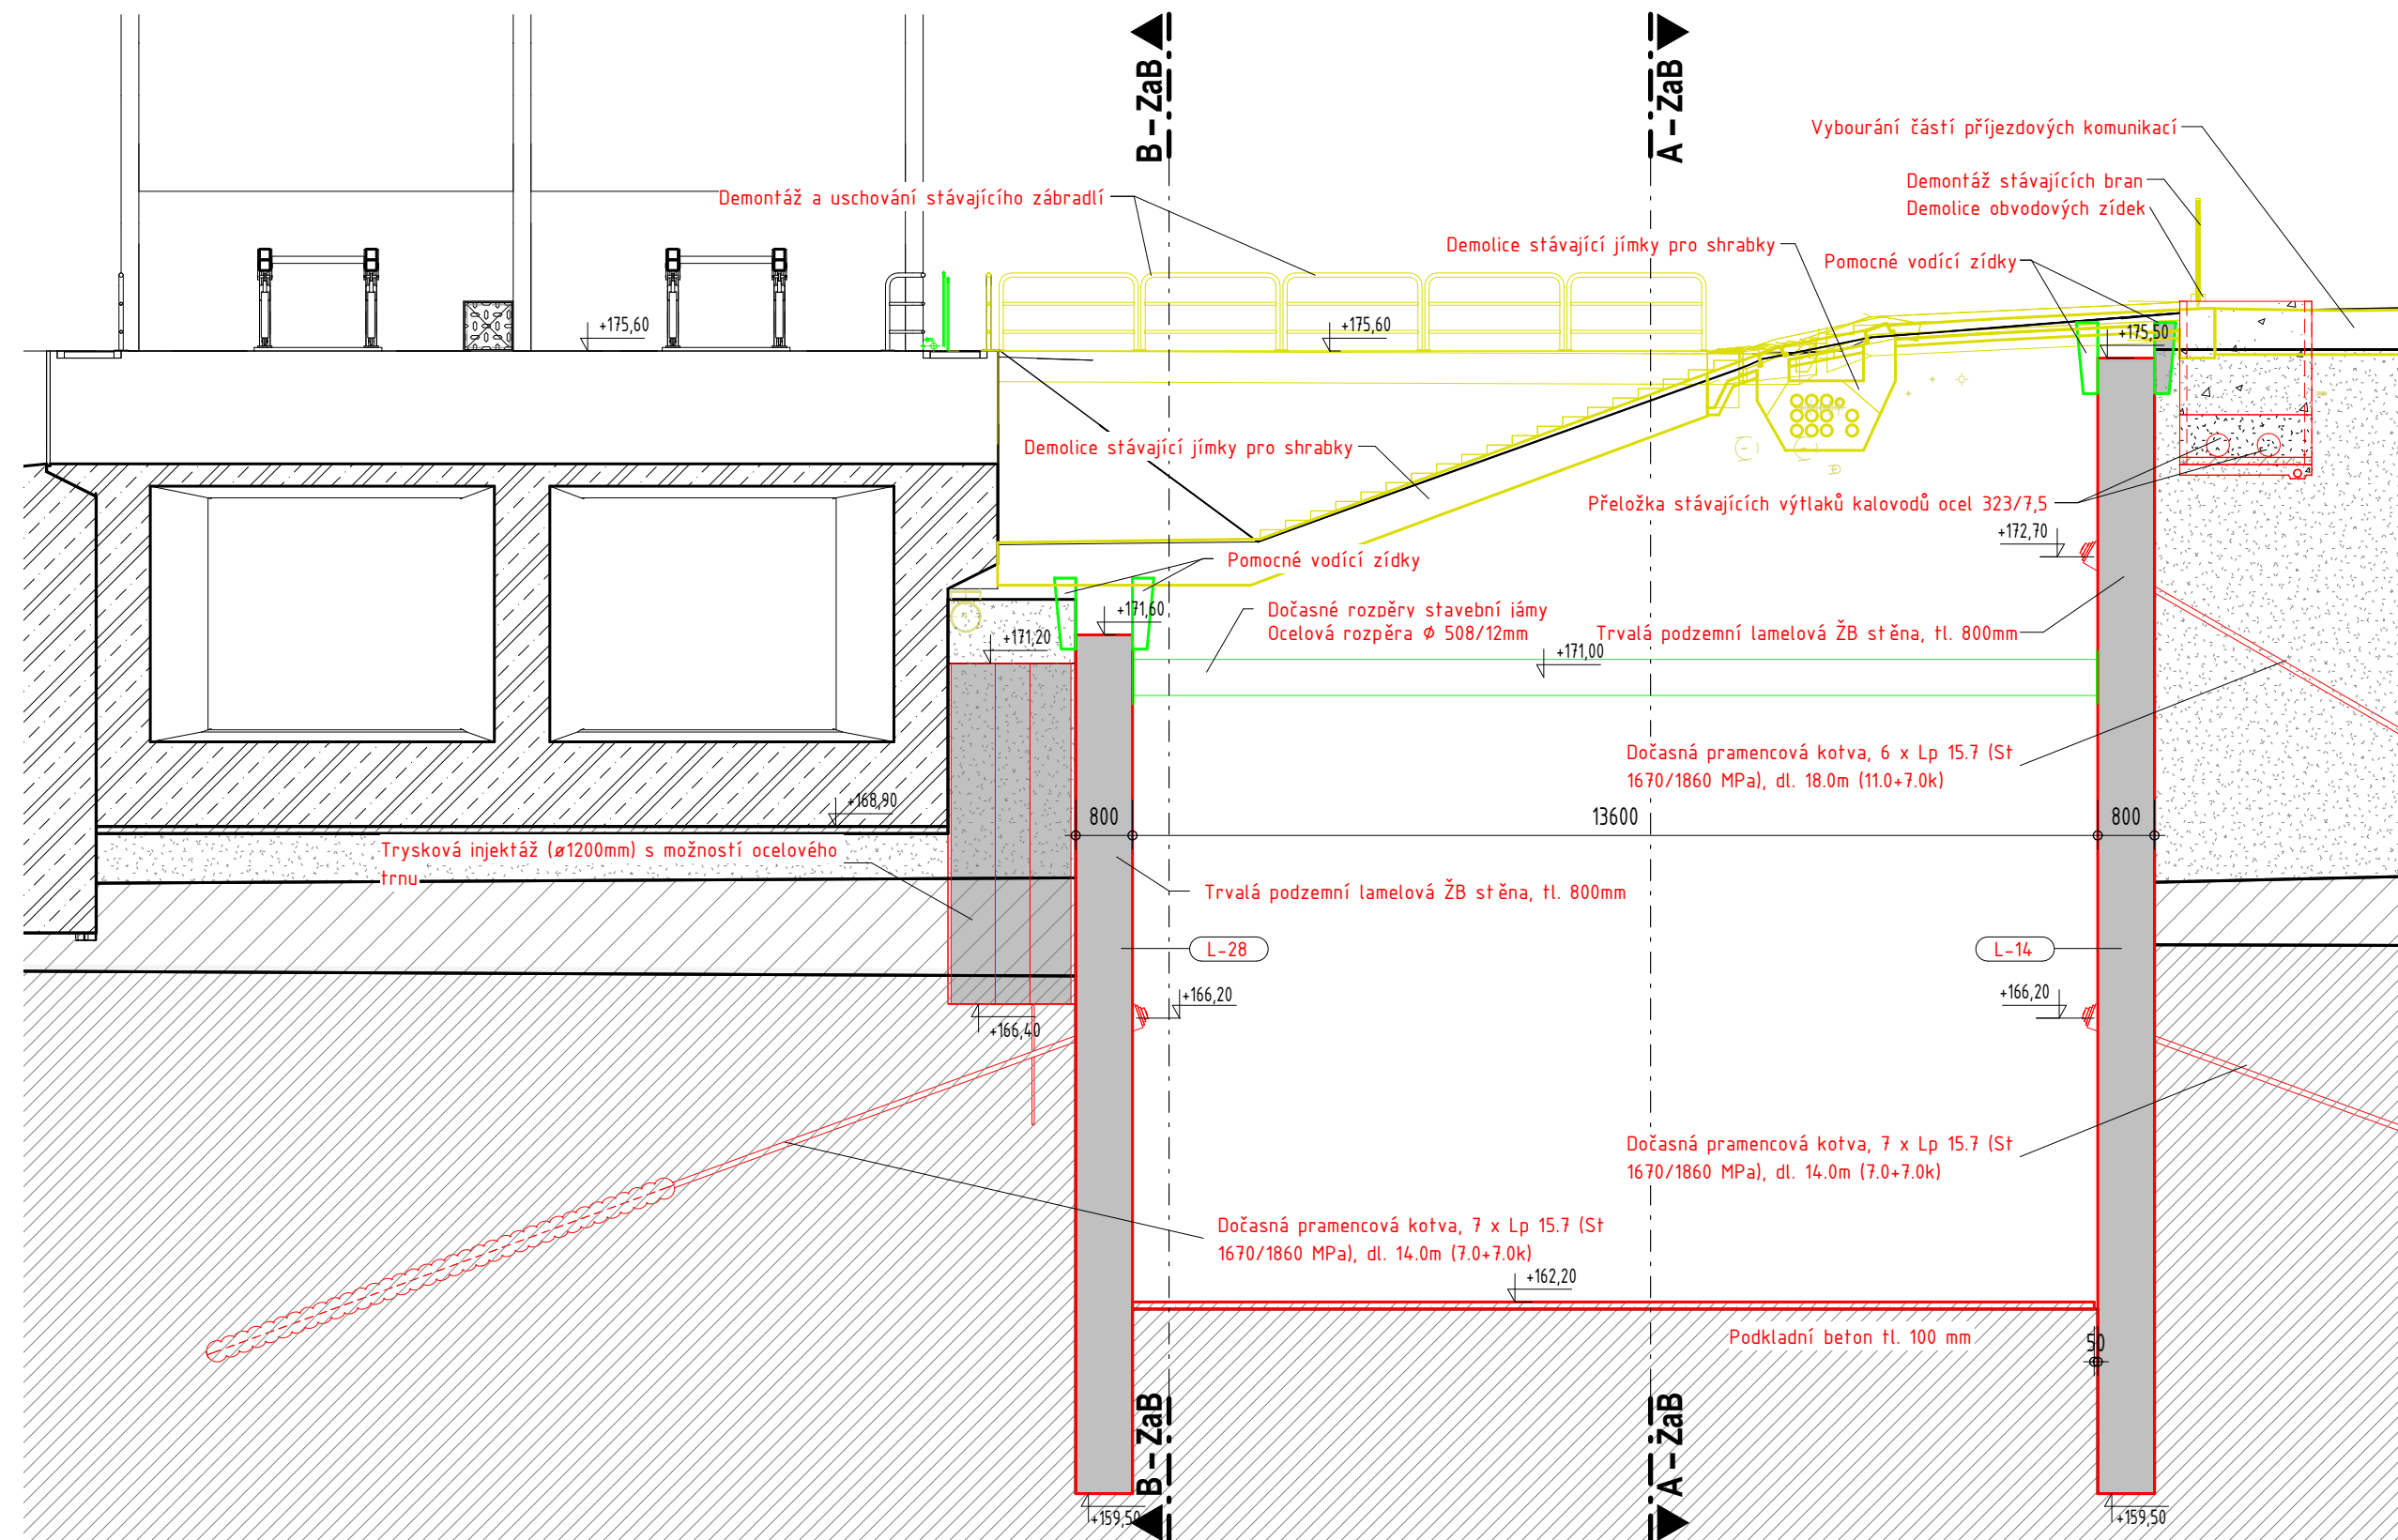 B - ZaB
A - ZaB
Vybourání částí příjezdových komunikací
Demontáž stávajících bran
Demolice obvodových zídek
Demontáž a uschování stávajícího zábradlí
Demolice stávající jímky pro shrabky
Pomocné vodící zídky
+175,60
+175,60
+175,50
Demolice stávající jímky pro shrabky
Přeložka stávajících výtlaků kalovodů ocel 323/7,5
+172,70
Pomocné vodící zídky
+171,60
Dočasné rozpěry stavební jámy
Ocelová rozpěra Φ 508/12mm
Trvalá podzemní lamelová ŽB stěna, tl. 800mm
+171,20
+171,00
Dočasná pramencová kotva, 6 x Lp 15.7 (St
1670/1860 MPa), dl. 18.0m (11.0+7.0k)
+168,90
800
13600
800
Trysková injektáž (ø1200mm) s možností ocelového
trnu
Trvalá podzemní lamelová ŽB stěna, tl. 800mm
L-28
L-14
+166,20
+166,20
+166,40
Dočasná pramencová kotva, 7 x Lp 15.7 (St
1670/1860 MPa), dl. 14.0m (7.0+7.0k)
Dočasná pramencová kotva, 7 x Lp 15.7 (St
1670/1860 MPa), dl. 14.0m (7.0+7.0k)
+162,20
Podkladní beton tl. 100 mm
50
B - ZaB
A - ZaB
+159,50
+159,50